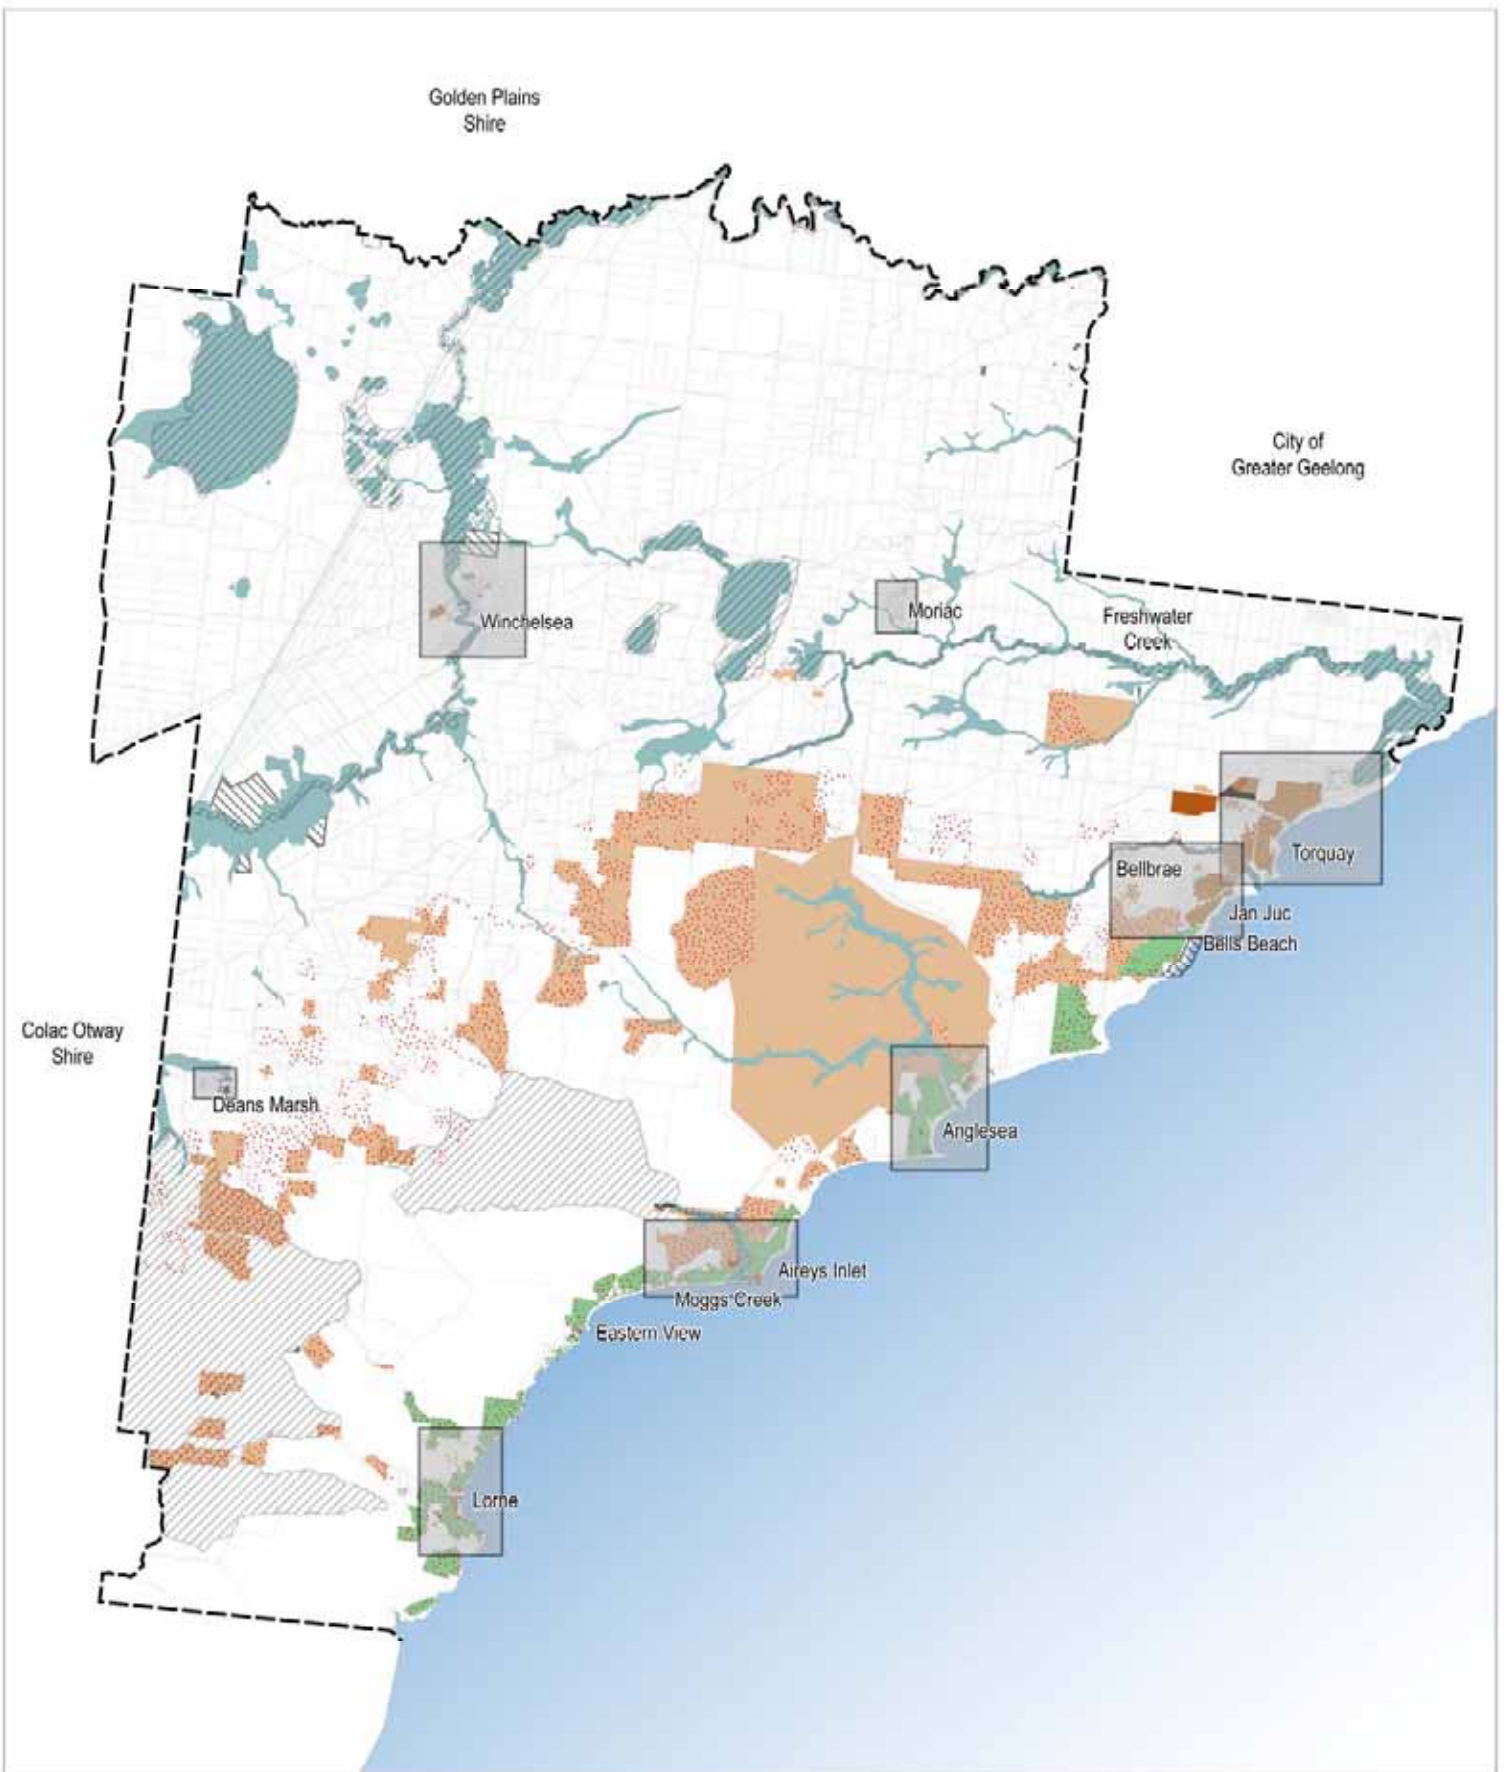 Golden Plains
Shire
City of
Greater Geelong
Winchelsea
Moriac
Freshwater
Creek
Torquay
Bellbrae
Jan Juc
Bells Beach
Colac Otway
Shire
Deans Marsh
Anglesea
Aireys Inlet
Moggs Creek
Eastern View
Lorne